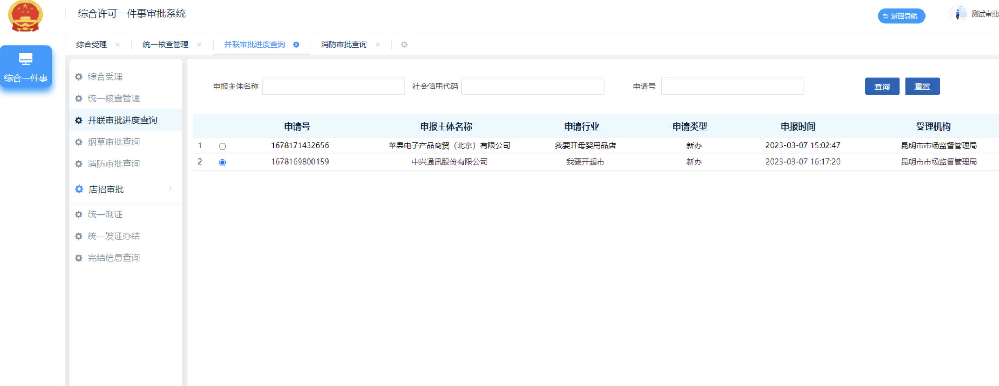 综合许可一件事审批系统
返回导航
测试审批
综合受理 统一核查管理 并联审批进度查询 消防审批查询
综合一件事
综合受理
统一核查管理
并联审批进度查询
烟草审批查询
消防审批查询
店招审批
统一制证
统一发证办结
完结信息查询
申报主体名称 社会信用代码 申请号 查询 重置
申请号 申报主体名称 申请行业 申请类型 申报时间 受理机构
1 1678171432656 苹果电子产品商贸（北京）有限公司 我要开母婴用品店 新办 2023-03-07 15:02:47 昆明市市场监督管理局
2 1678169800159 中兴通讯股份有限公司 我要开超市 新办 2023-03-07 16:17:20 昆明市市场监督管理局